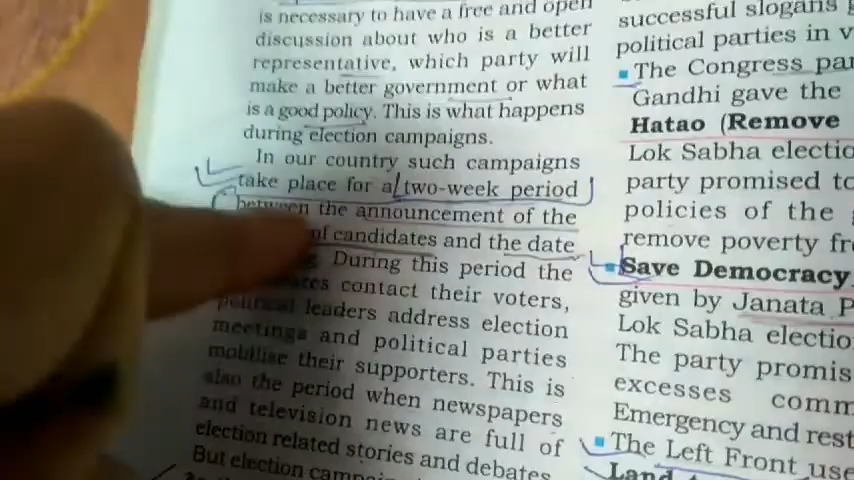 is necessary to have a free and open
discussion about who is a better
representative, which party will
make a better government or what
is a good policy. This is what happens
during election campaigns.
In our country such campaigns
take place for a two-week period
between the announcement of the
of candidates and the date
During this period the
contact their voters,
political leaders address election
meetings and political parties
mobilise their supporters. This is
also the period when newspapers
and television news are full of
election related stories and debates.
But election
successful slogans
political parties in
The Congress
Gandhi gave the
Hatao (Remove
Lok Sabha
party promised to
policies of the
remove poverty
Save Democracy
given by Janata
Lok Sabha
The party
excesses
Emergency and
The Left Front
Land